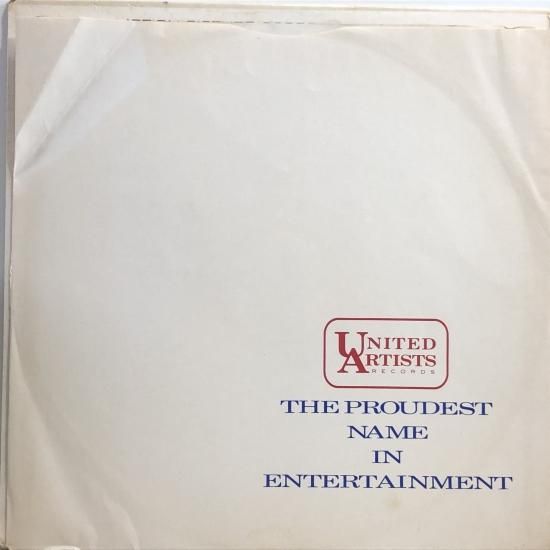 UNITED
ARTISTS
RECORDS
THE PROUDEST
NAME
IN
ENTERTAINMENT